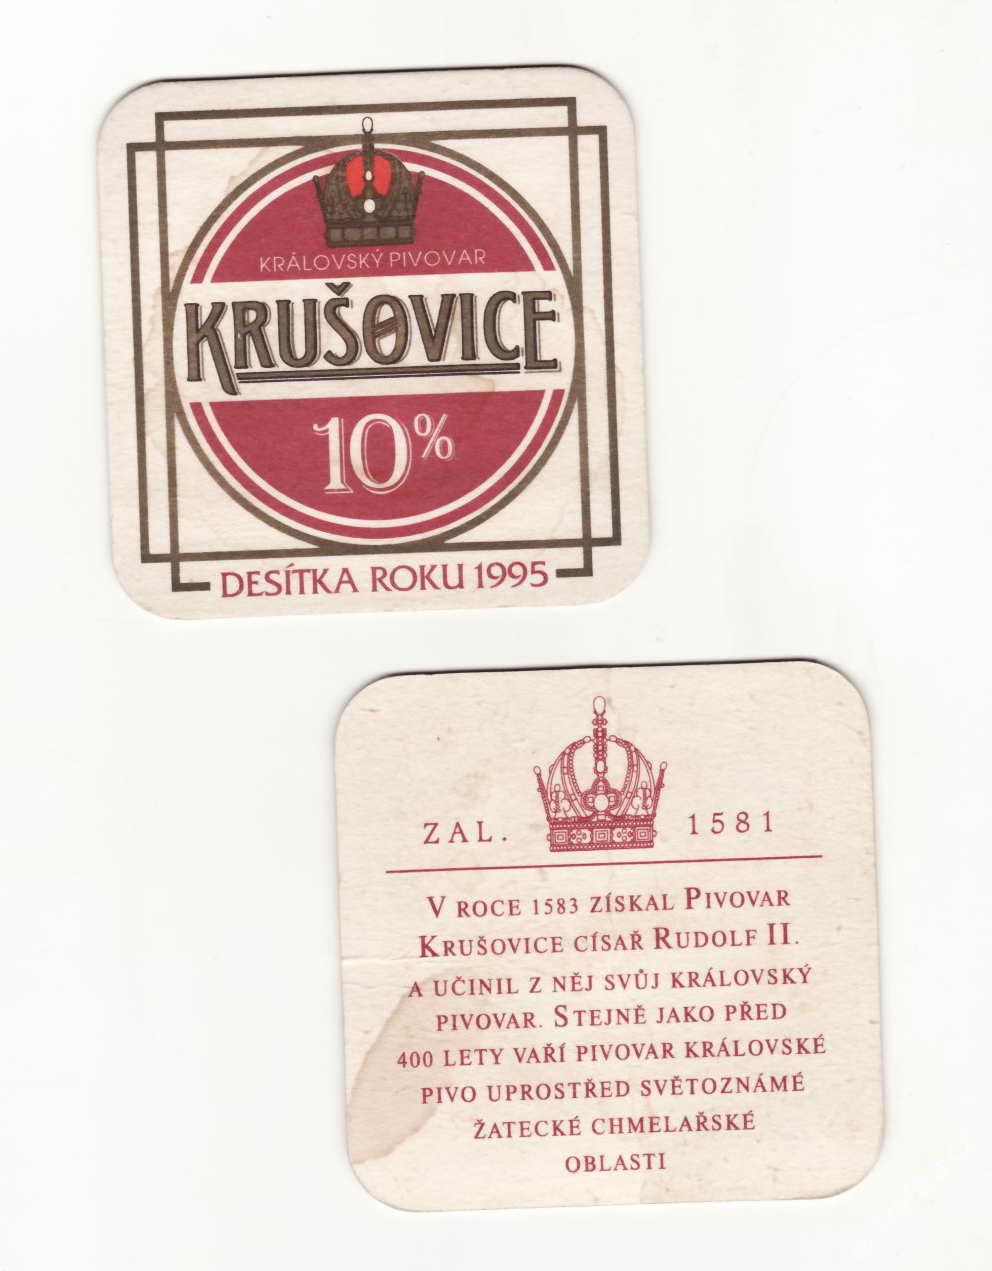 KRÁLOVSKÝ PIVOVAR
KRUŠOVICE
10%
DESÍTKA ROKU 1995
ZAL. 1581
V ROCE 1583 ZÍSKAL PIVOVAR
KRUŠOVICE CÍSAŘ RUDOLF II.
A UČINIL Z NĚJ SVŮJ KRÁLOVSKÝ
PIVOVAR. STEJNĚ JAKO PŘED
400 LETY VAŘÍ PIVOVAR KRÁLOVSKÉ
PIVO UPROSTŘED SVĚTOZNÁMÉ
ŽATECKÉ CHMELAŘSKÉ
OBLASTI